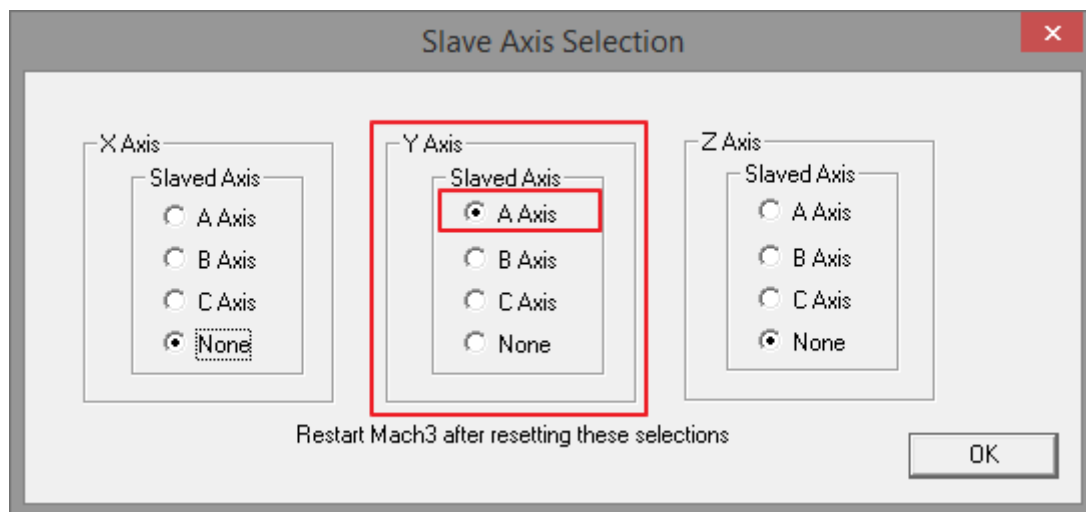 Slave Axis Selection
X Axis
Slaved Axis
A Axis
B Axis
C Axis
None
Y Axis
Slaved Axis
A Axis
B Axis
C Axis
None
Z Axis
Slaved Axis
A Axis
B Axis
C Axis
None
Restart Mach3 after resetting these selections
OK